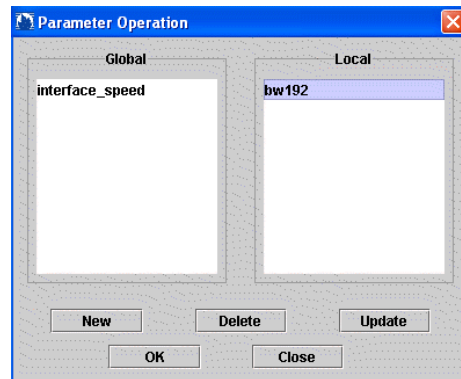 Parameter Operation
Global Local
interface_speed bw192
New Delete Update
OK Close